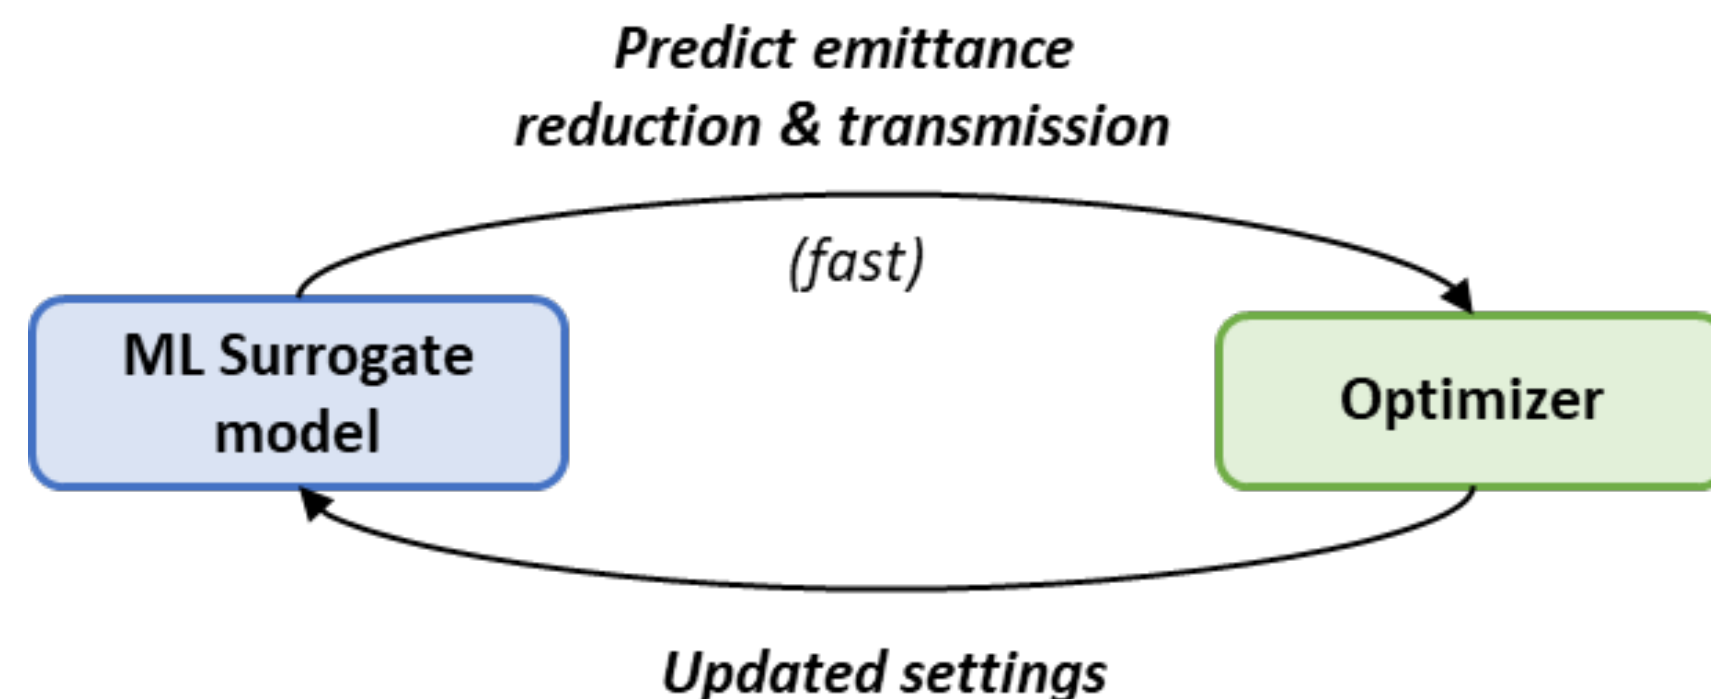 Predict emittance
reduction & transmission
(fast)
ML Surrogate
model
Optimizer
Updated settings